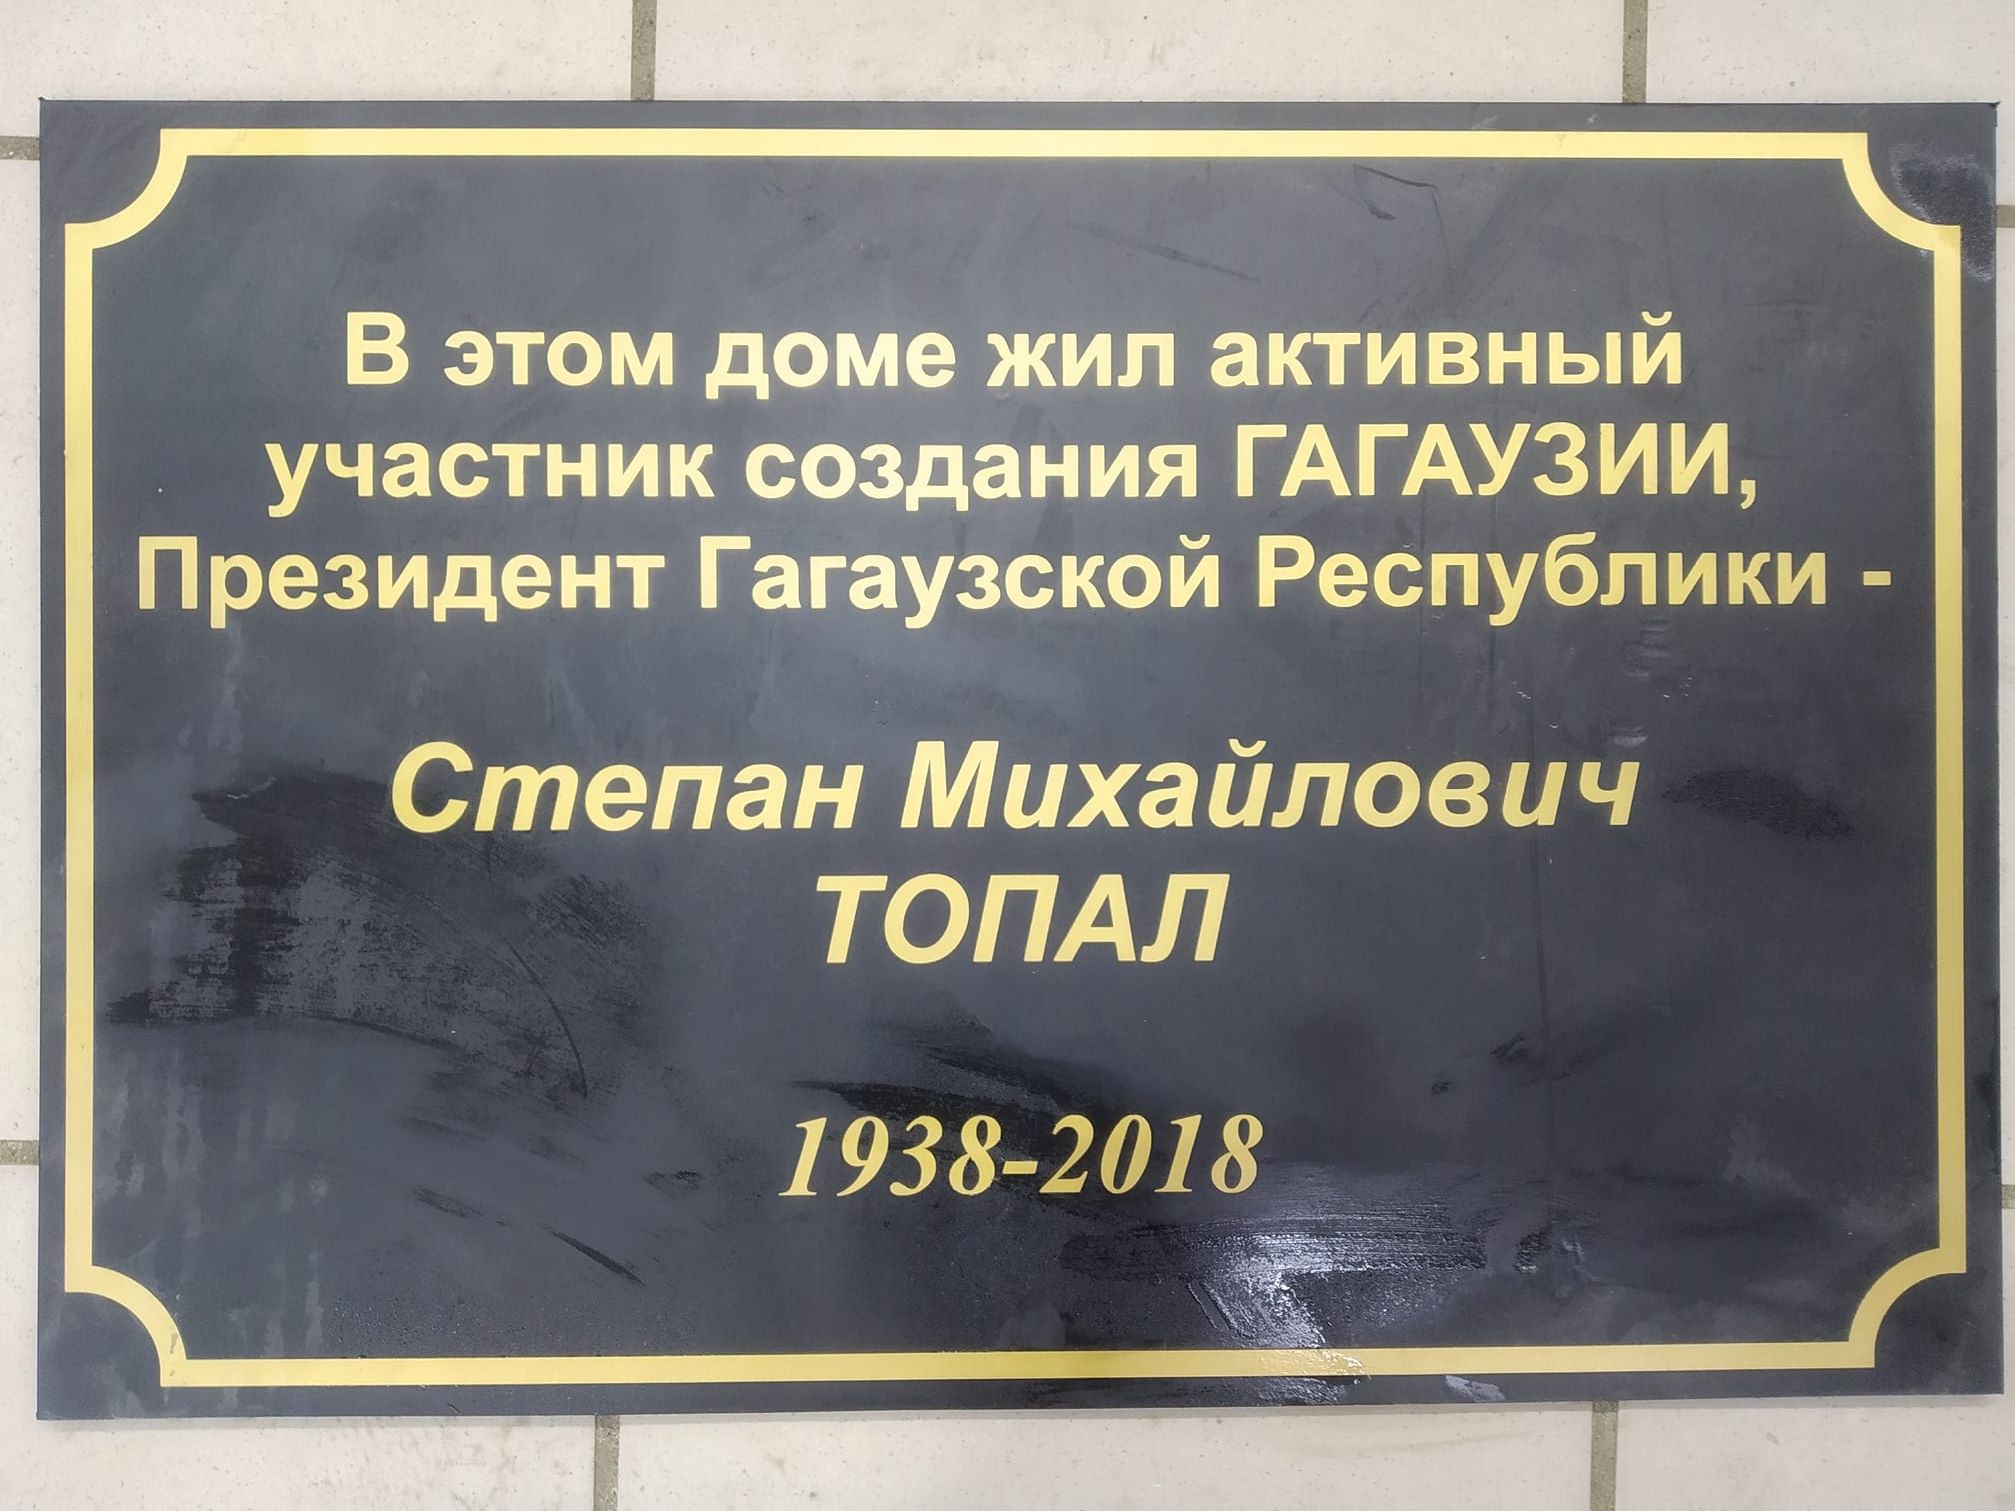 В этом доме жил активный
участник создания ГАГАУЗИИ,
Президент Гагаузской Республики -
Степан Михайлович
ТОПАЛ
1938-2018